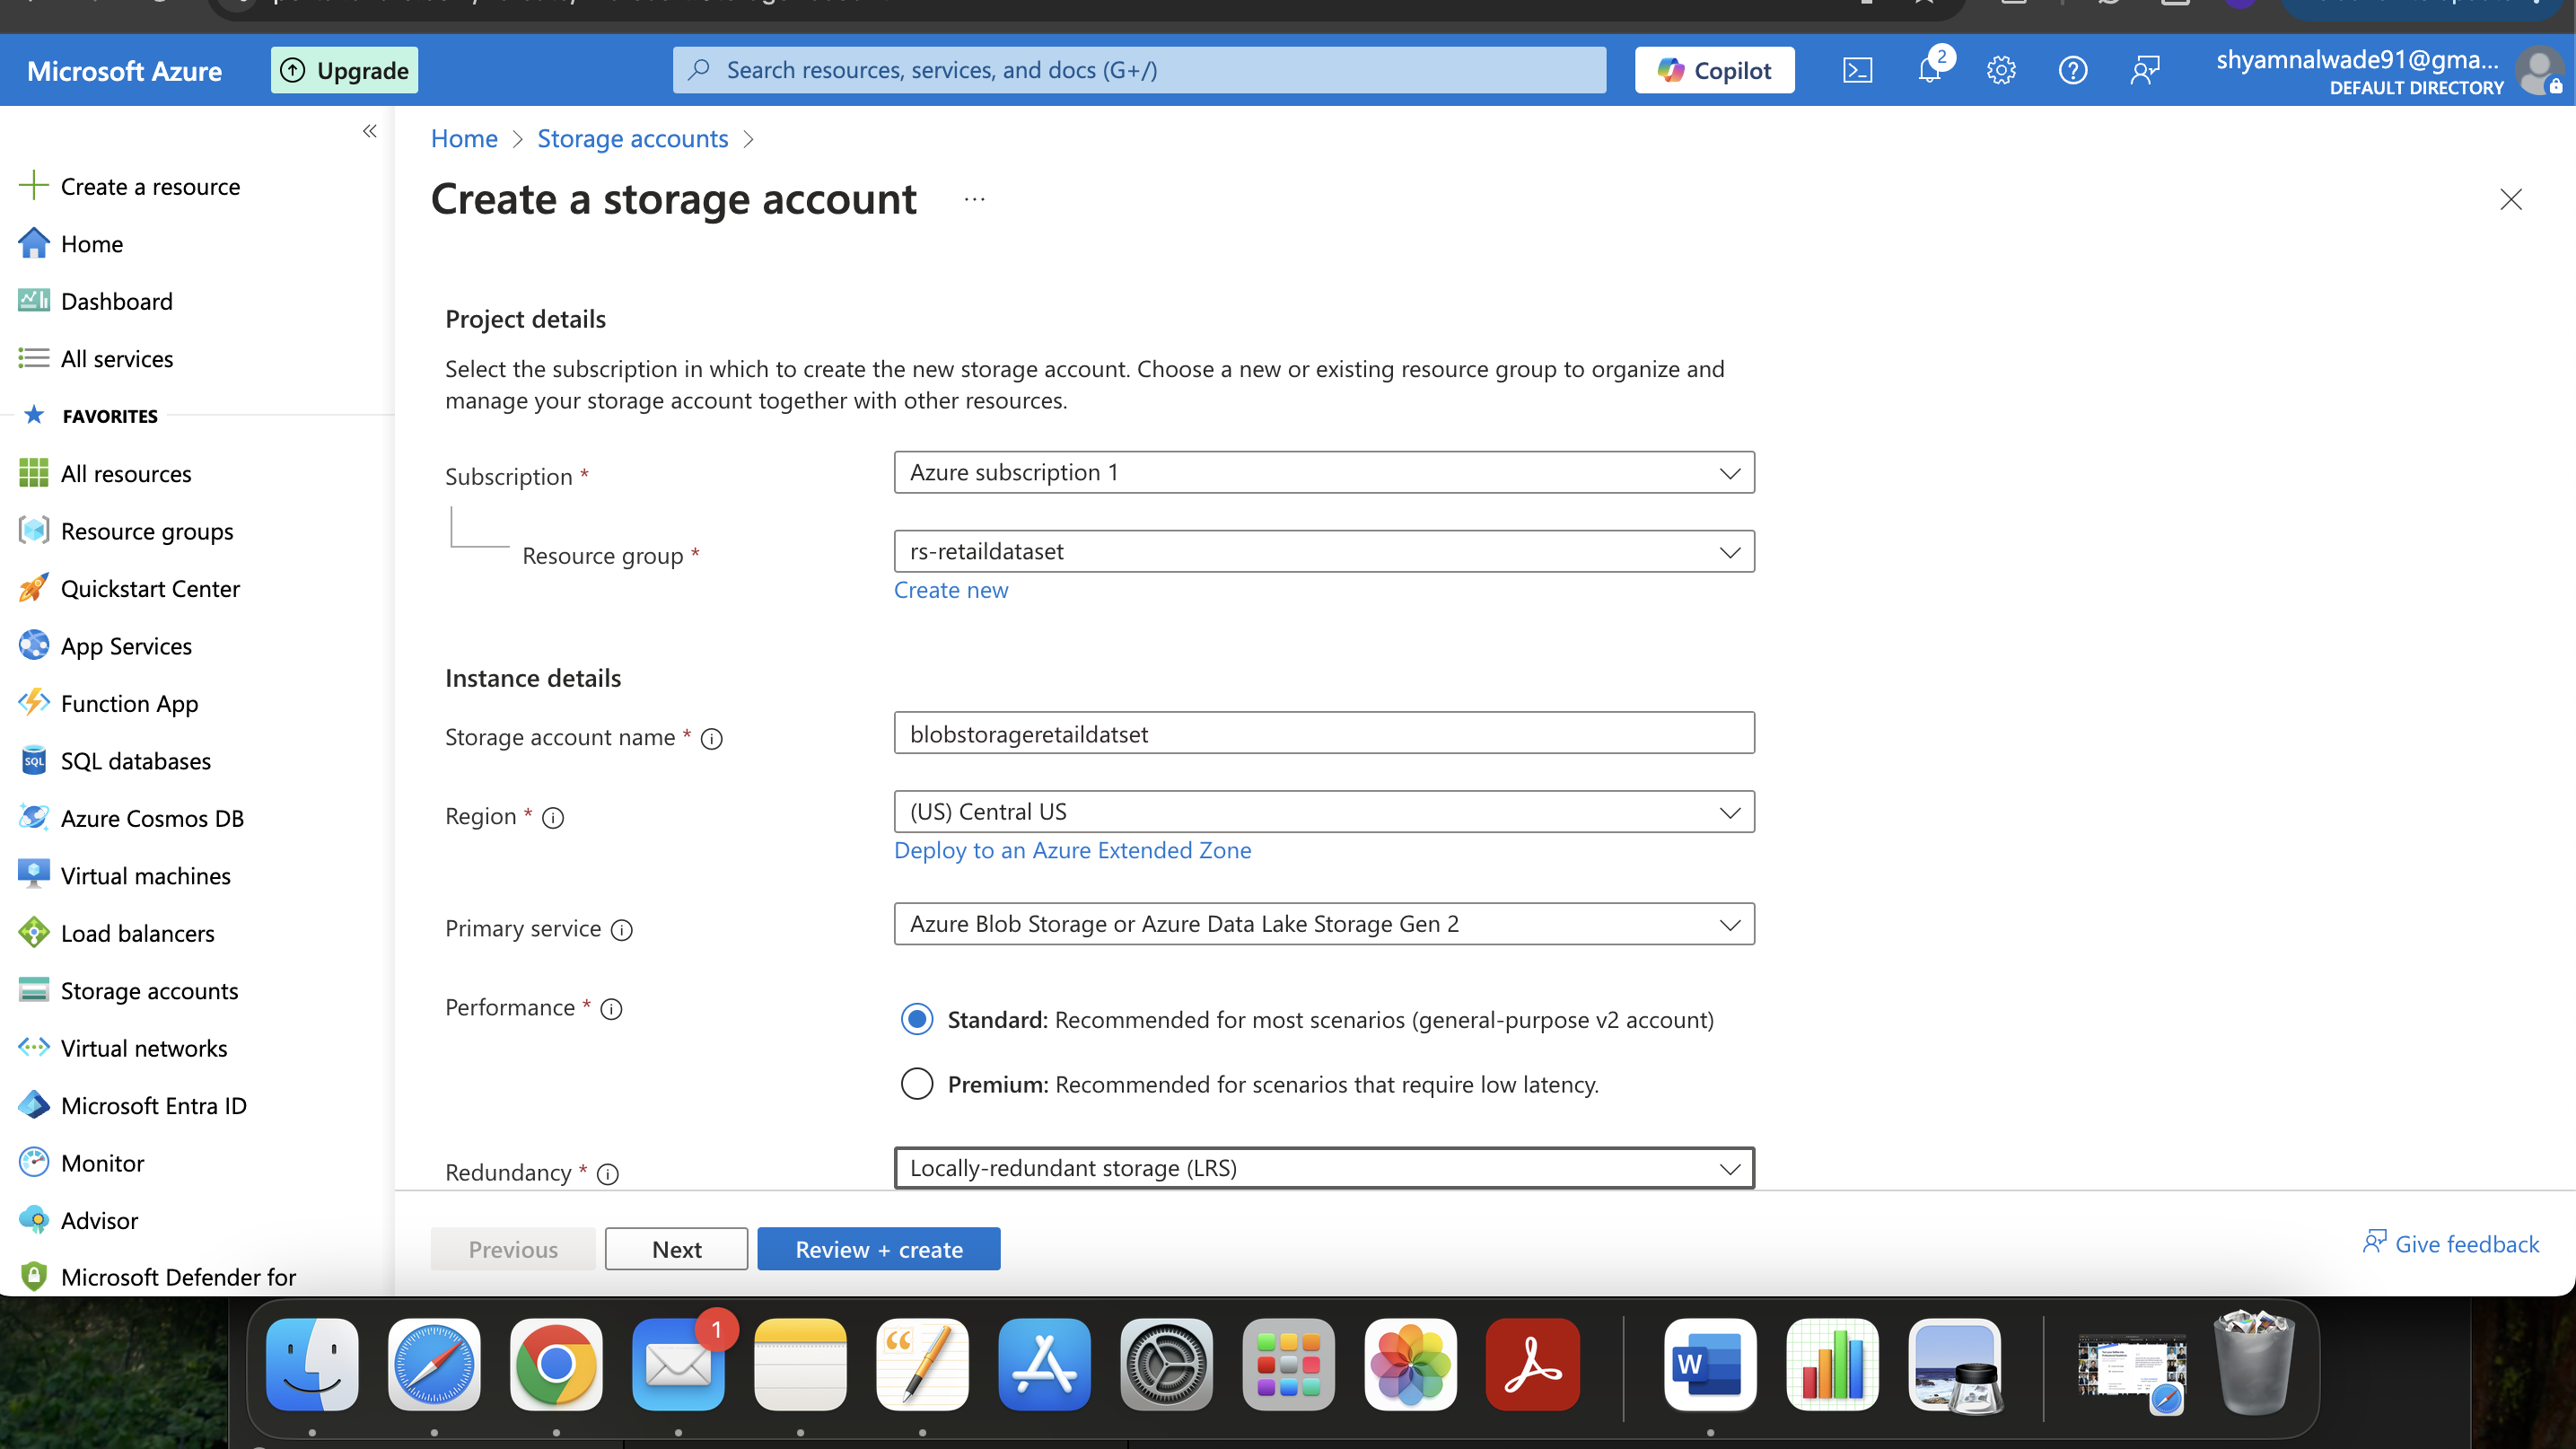 Microsoft Azure
Upgrade
Search resources, services, and docs (G+/)
Copilot
2
shyamnalwade91@gma...
DEFAULT DIRECTORY
Create a resource
Home
Dashboard
All services
FAVORITES
All resources
Resource groups
Quickstart Center
App Services
Function App
SQL
SQL databases
Azure Cosmos DB
Virtual machines
Load balancers
Storage accounts
Virtual networks
Microsoft Entra ID
Monitor
Advisor
Microsoft Defender for
Home > Storage accounts >
Create a storage account ...
Project details
Select the subscription in which to create the new storage account. Choose a new or existing resource group to organize and
manage your storage account together with other resources.
Subscription *
Azure subscription 1
Resource group *
rs-retaildataset
Create new
Instance details
Storage account name *
blobstorageretaildatset
Region *
(US) Central US
Deploy to an Azure Extended Zone
Primary service
Azure Blob Storage or Azure Data Lake Storage Gen 2
Performance *
Standard: Recommended for most scenarios (general-purpose v2 account)
Premium: Recommended for scenarios that require low latency.
Redundancy *
Locally-redundant storage (LRS)
Previous
Next
Review + create
Give feedback
1
W